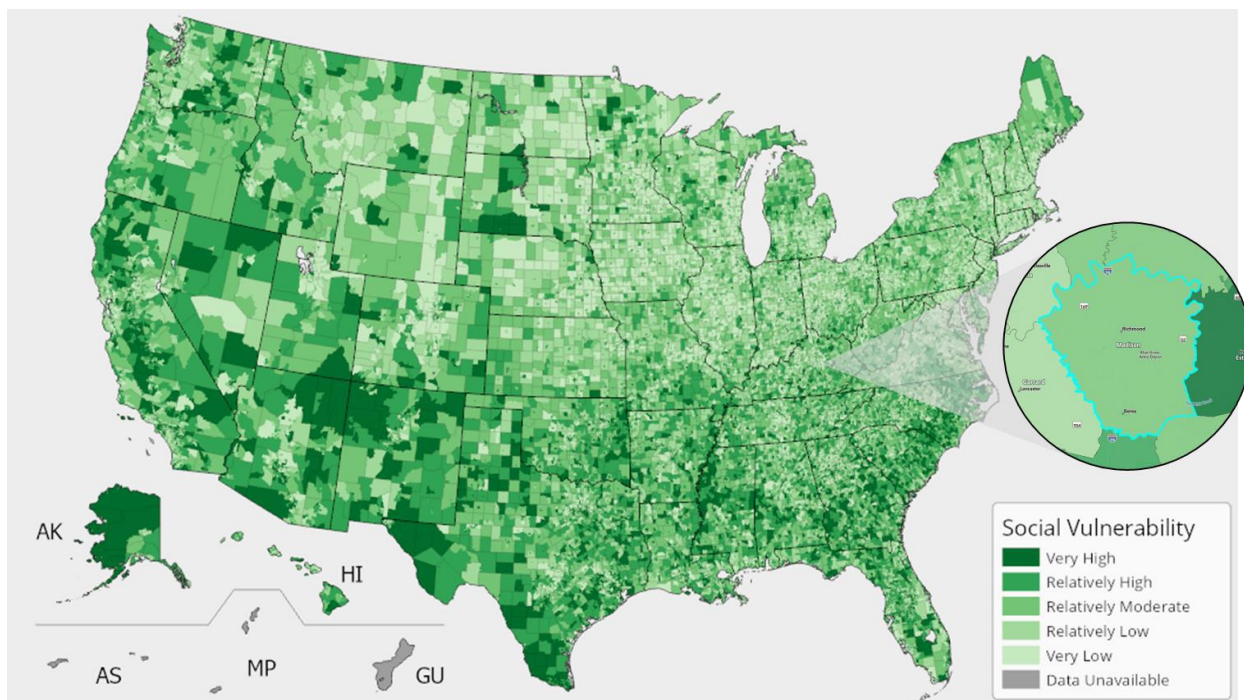 AK
HI
AS
MP
GU
Richmond
Madison
Garrard
Lancaster
Berea
Social Vulnerability
Very High
Relatively High
Relatively Moderate
Relatively Low
Very Low
Data Unavailable